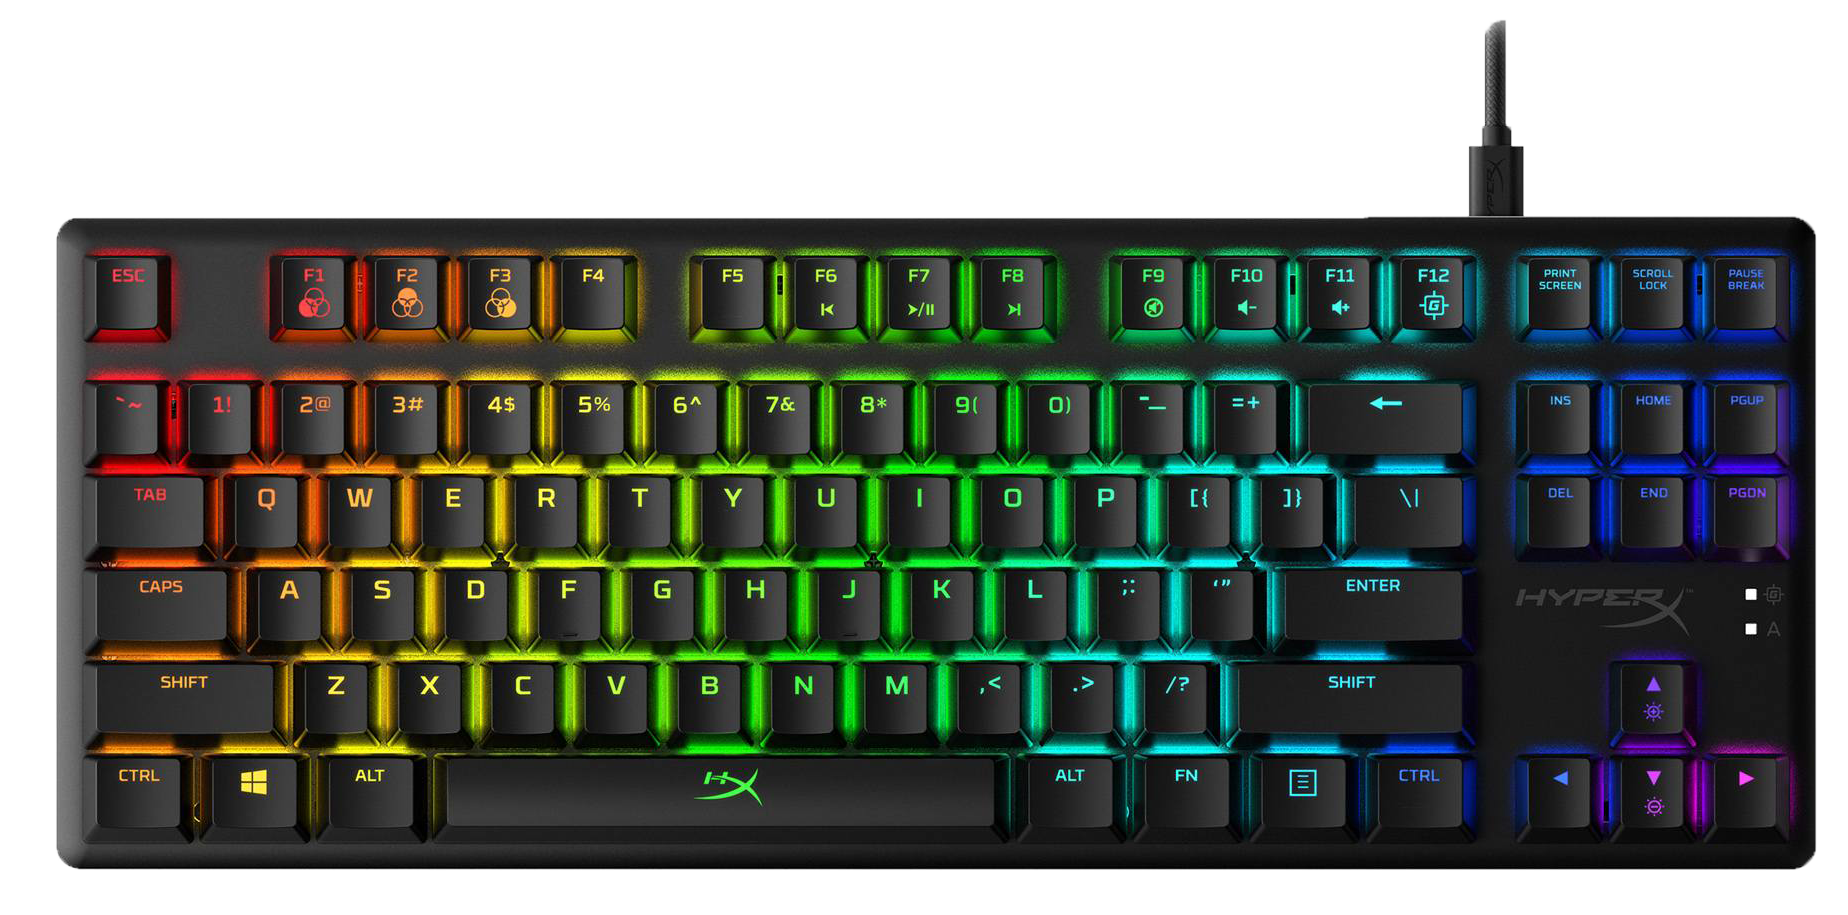 HYPERX
ESC F1 F2 F3 F4 F5 F6 F7 F8 F9 F10 F11 F12 PRINT SCREEN SCROLL LOCK PAUSE BREAK
`~ 1! 2@ 3# 4$ 5% 6^ 7& 8* 9( 0) -_ =+ ← INS HOME PGUP
TAB Q W E R T Y U I O P [{ ]} \| DEL END PGDN
CAPS A S D F G H J K L ;: ‘” ENTER HYPERX™ G
A
SHIFT Z X C V B N M ,< .> /? SHIFT ▲
CTRL ALT HX ALT FN CTRL ◀ ▼ ▶